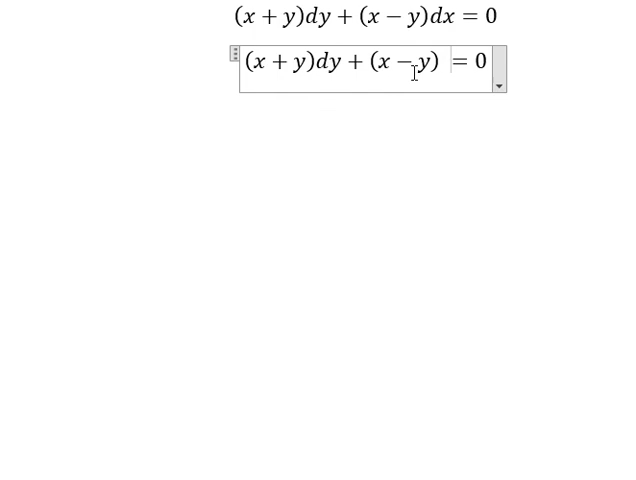 (x + y)dy + (x − y)dx = 0
(x + y)dy + (x − y) = 0